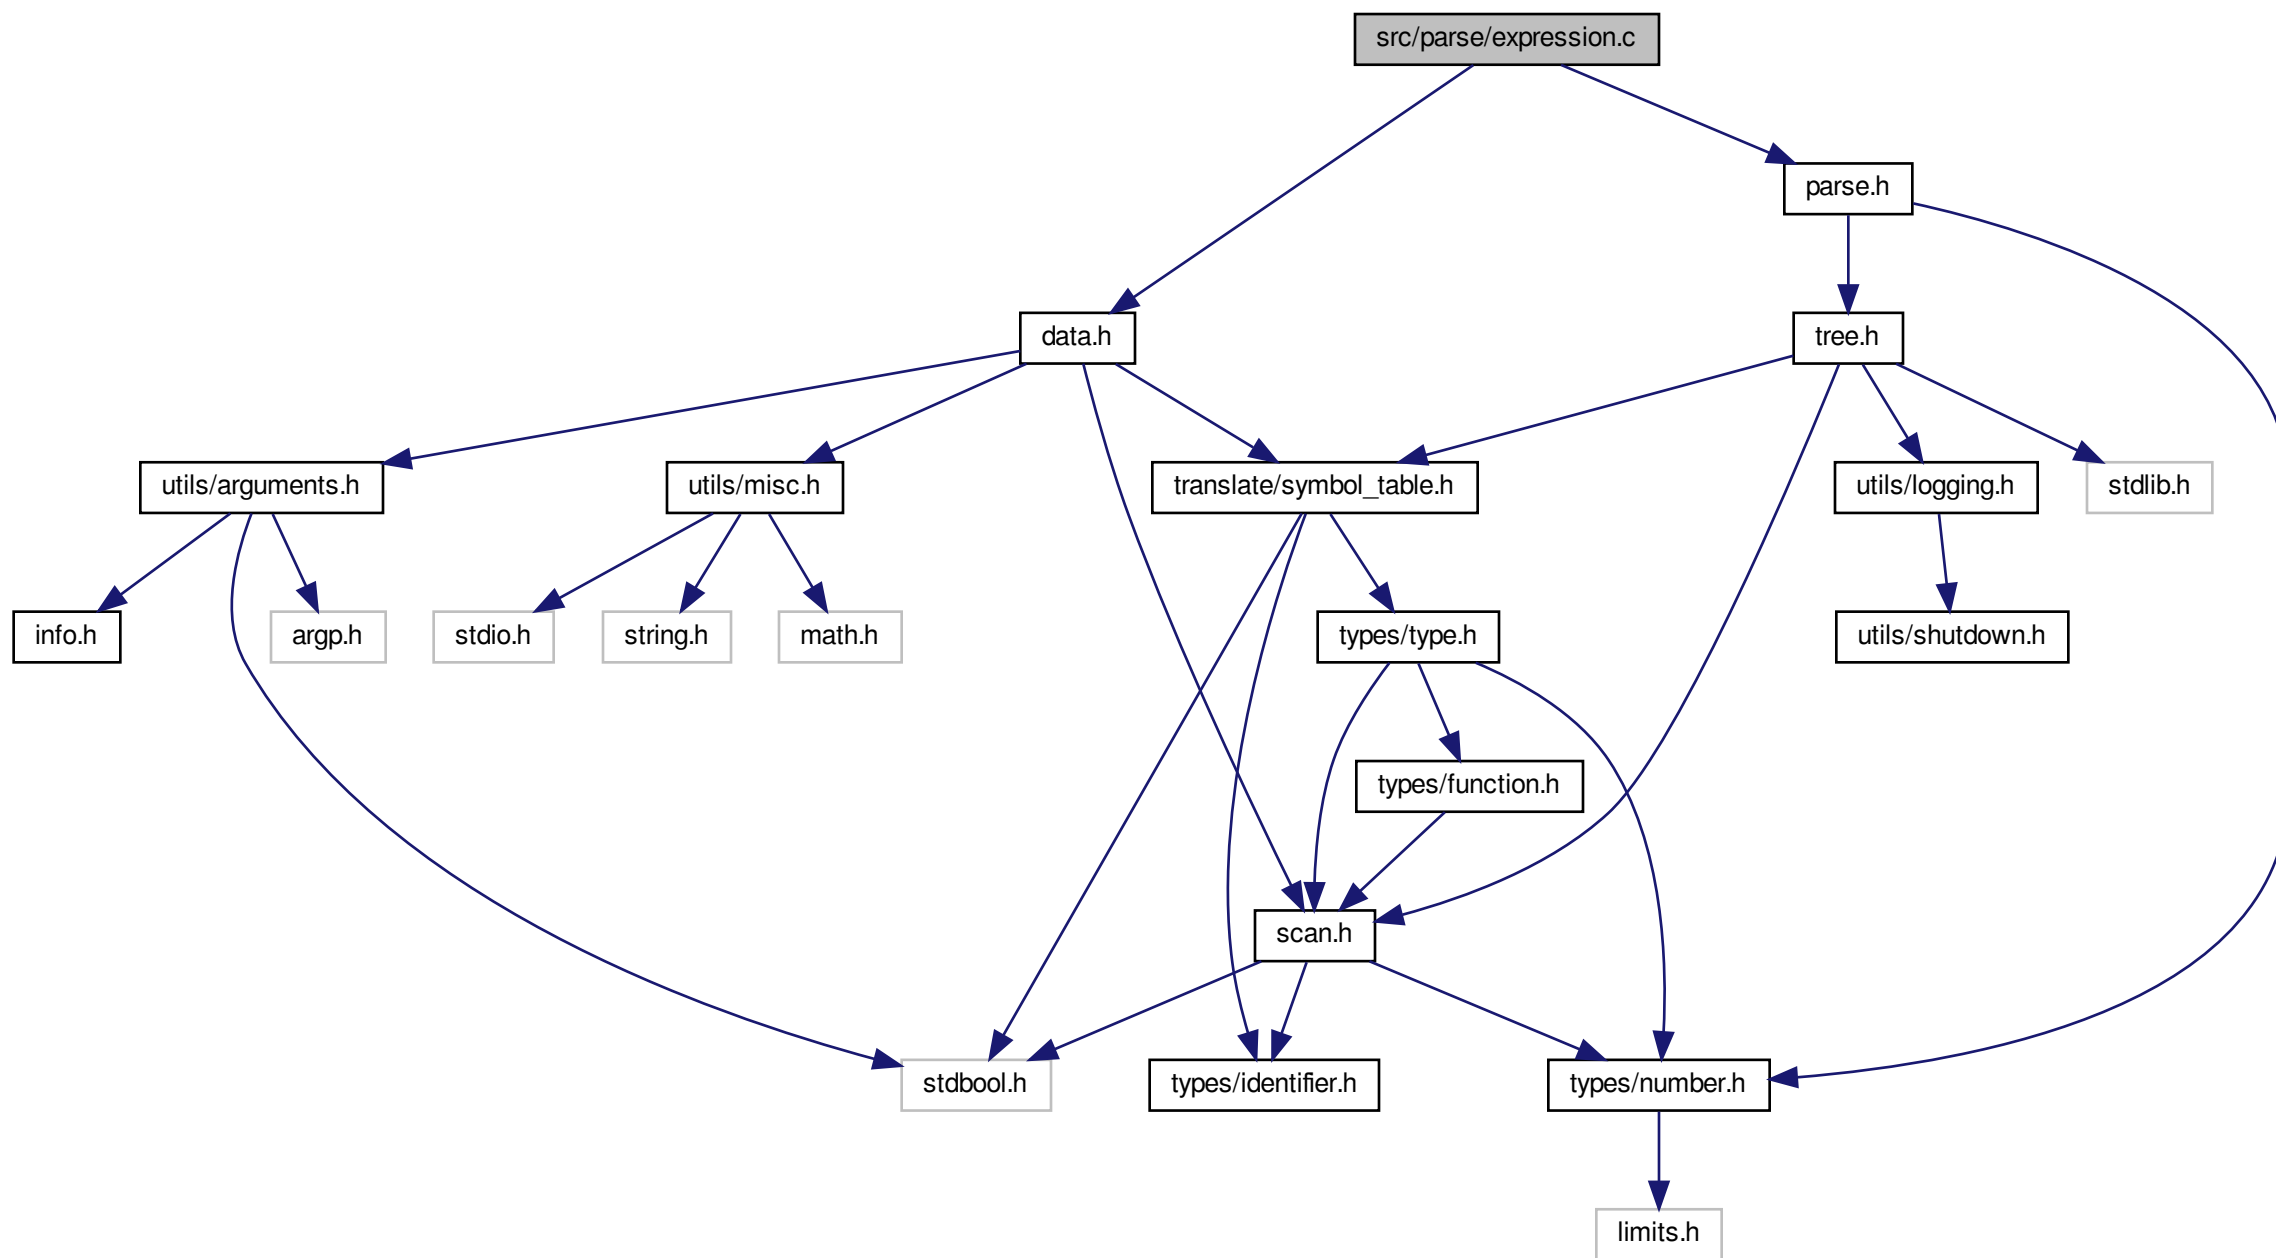 src/parse/expression.c
parse.h
data.h
tree.h
utils/arguments.h
utils/misc.h
translate/symbol_table.h
utils/logging.h
stdlib.h
info.h
argp.h
stdio.h
string.h
math.h
types/type.h
utils/shutdown.h
types/function.h
scan.h
stdbool.h
types/identifier.h
types/number.h
limits.h